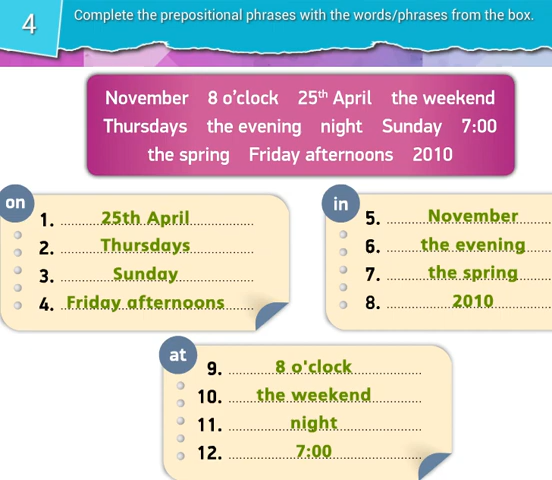 4 Complete the prepositional phrases with the words/phrases from the box.
November 8 o'clock 25th April the weekend
Thursdays the evening night Sunday 7:00
the spring Friday afternoons 2010
on
1. 25th April
2. Thursdays
3. Sunday
4. Friday afternoons
in
5. November
6. the evening
7. the spring
8. 2010
at
9. 8 o'clock
10. the weekend
11. night
12. 7:00